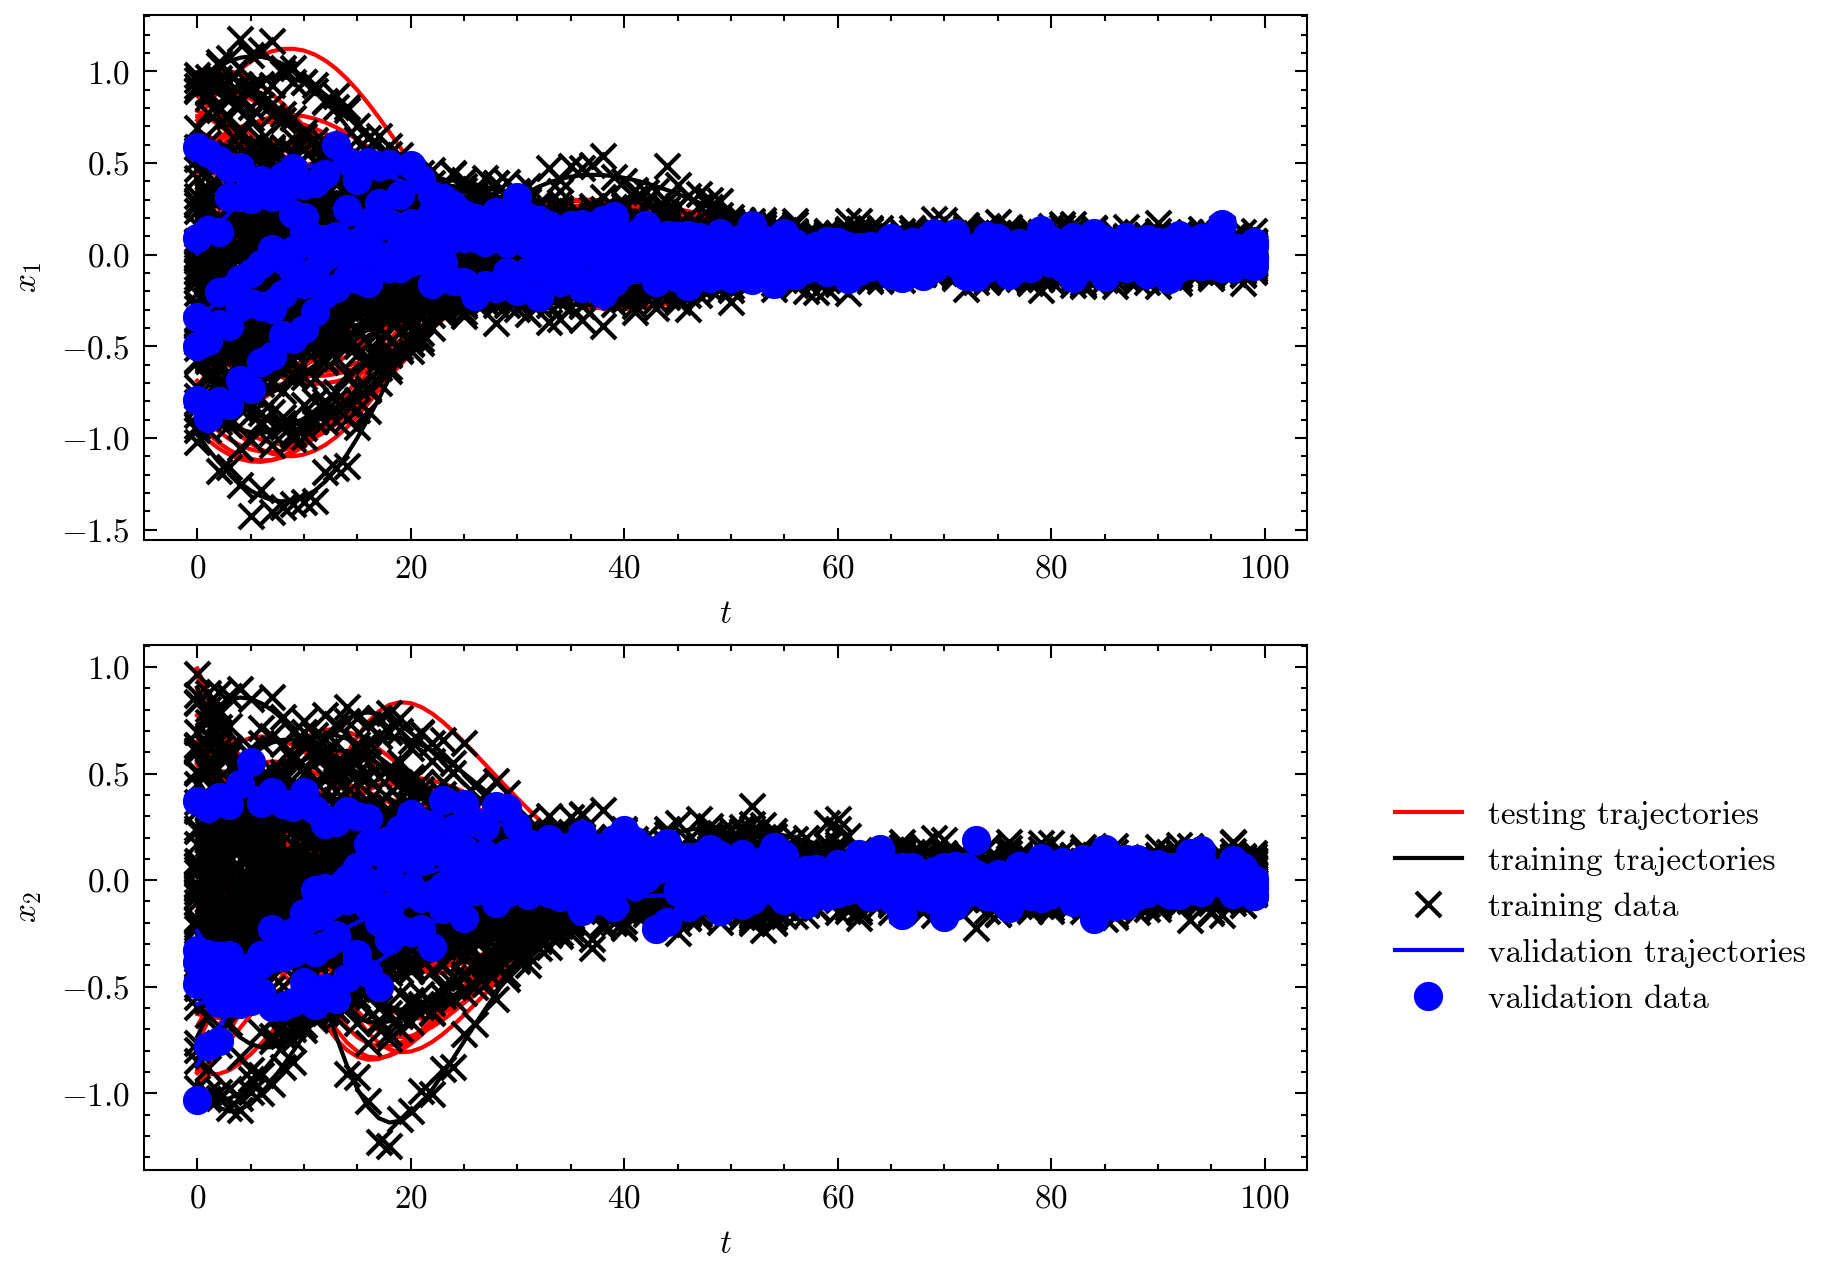 1.0
0.5
0.0
−0.5
−1.0
−1.5
x₁
0 20 40 60 80 100
t
1.0
0.5
0.0
−0.5
−1.0
x₂
0 20 40 60 80 100
t
testing trajectories
training trajectories
training data
validation trajectories
validation data